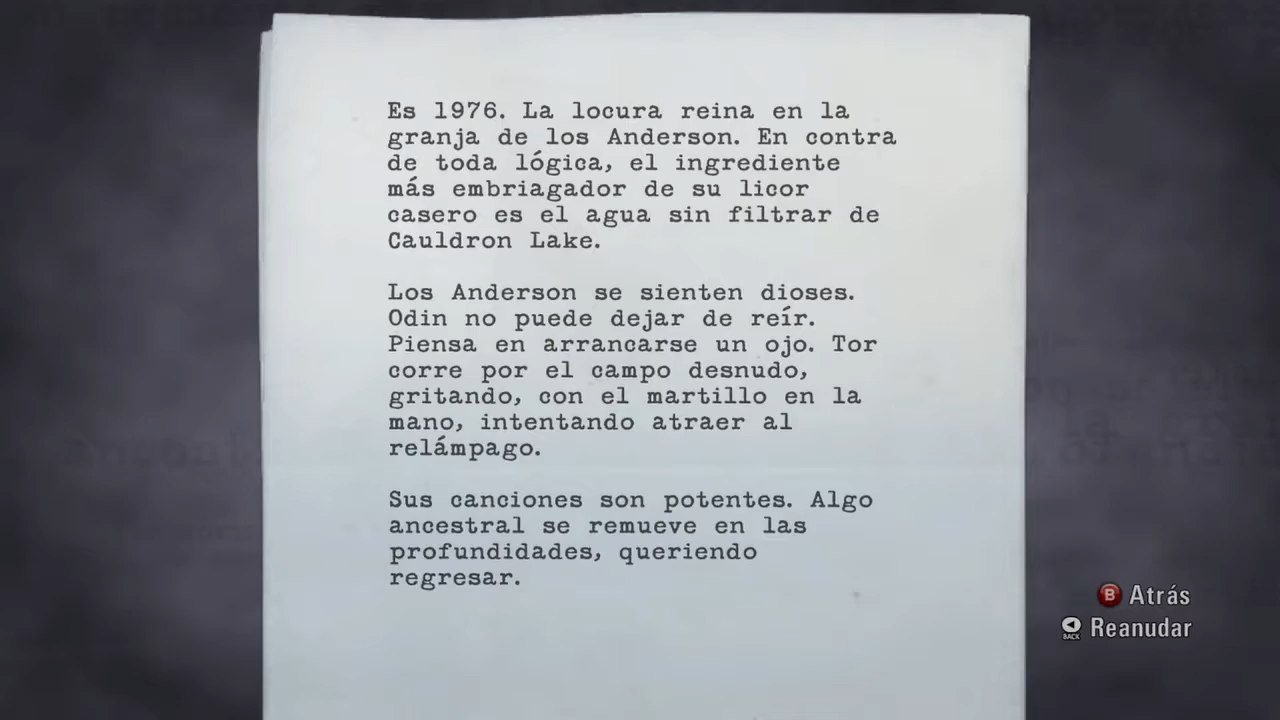 Es 1976. La locura reina en la
granja de los Anderson. En contra
de toda lógica, el ingrediente
más embriagador de su licor
casero es el agua sin filtrar de
Cauldron Lake.
Los Anderson se sienten dioses.
Odin no puede dejar de reír.
Piensa en arrancarse un ojo. Tor
corre por el campo desnudo,
gritando, con el martillo en la
mano, intentando atraer al
relámpago.
Sus canciones son potentes. Algo
ancestral se remueve en las
profundidades, queriendo
regresar.
B Atrás
BACK Reanudar